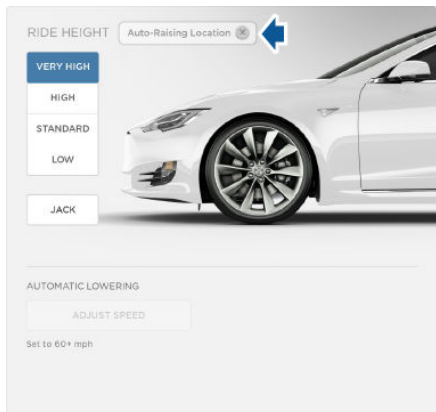 RIDE HEIGHT Auto-Raising Location
VERY HIGH
HIGH
STANDARD
LOW
JACK
AUTOMATIC LOWERING
ADJUST SPEED
Set to 60+ mph